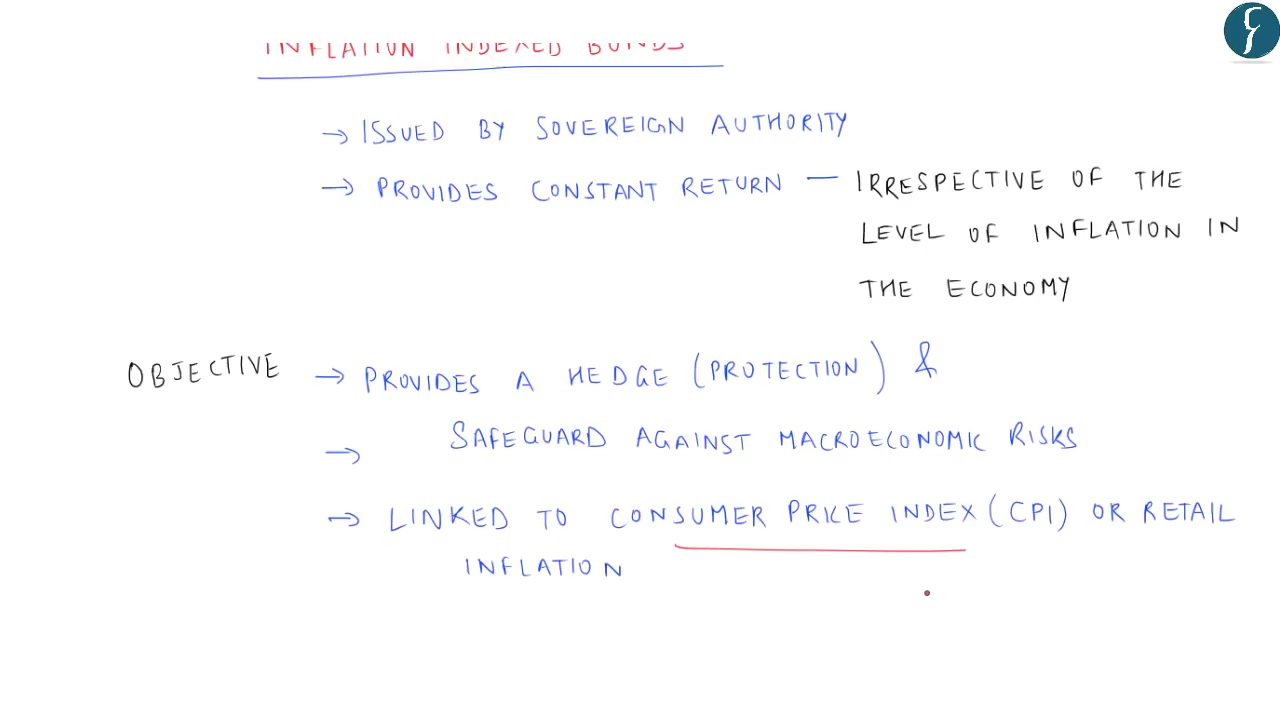 INFLATION INDEXED BONDS
→ ISSUED BY SOVEREIGN AUTHORITY
→ PROVIDES CONSTANT RETURN — IRRESPECTIVE OF THE
LEVEL OF INFLATION IN
THE ECONOMY
OBJECTIVE → PROVIDES A HEDGE (PROTECTION) &
→ SAFEGUARD AGAINST MACROECONOMIC RISKS
→ LINKED TO CONSUMER PRICE INDEX (CPI) OR RETAIL
INFLATION